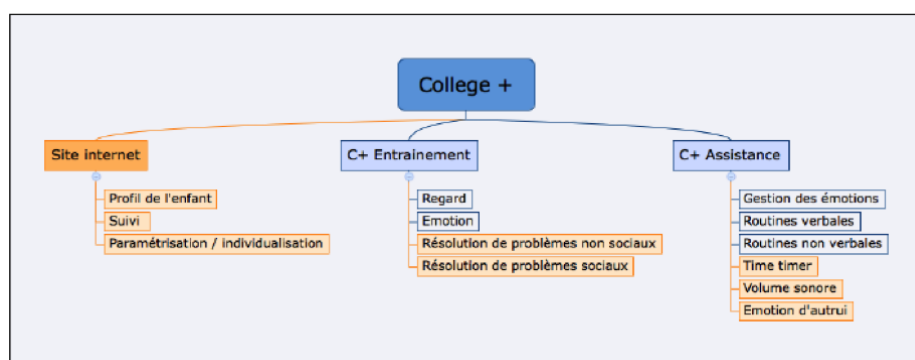 College +
Site internet
Profil de l'enfant
Suivi
Paramétrisation / individualisation
C+ Entrainement
Regard
Emotion
Résolution de problèmes non sociaux
Résolution de problèmes sociaux
C+ Assistance
Gestion des émotions
Routines verbales
Routines non verbales
Time timer
Volume sonore
Emotion d'autrui